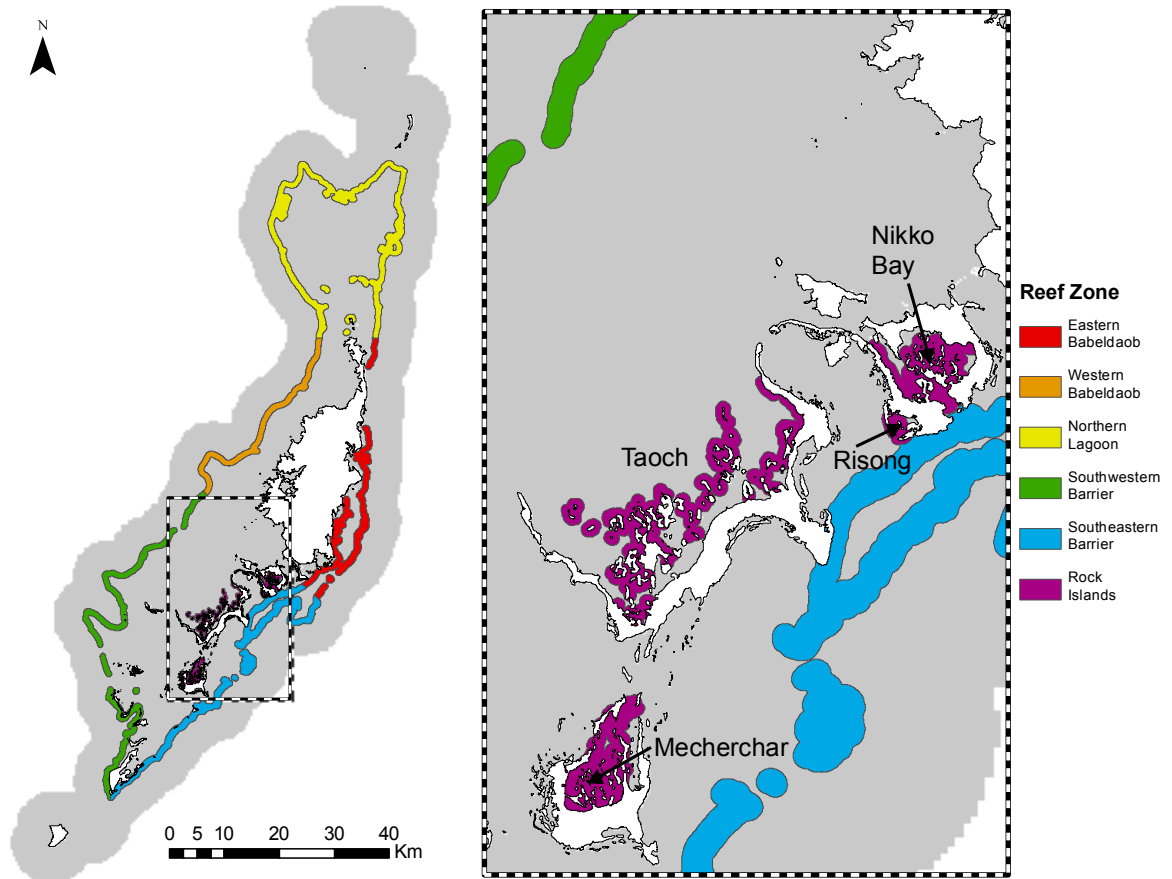 N
0 5 10 20 30 40
Km
Nikko
Bay
Taoch
Risong
Mecherchar
Reef Zone
Eastern
Babeldaob
Western
Babeldaob
Northern
Lagoon
Southwestern
Barrier
Southeastern
Barrier
Rock
Islands